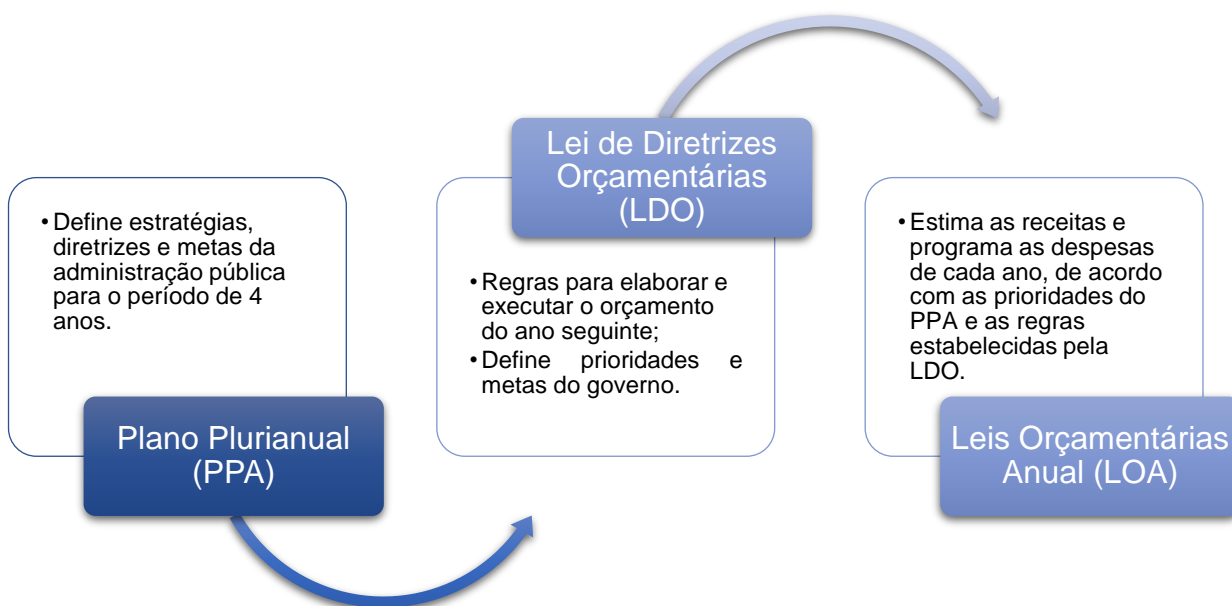 • Define estratégias,
diretrizes e metas da
administração pública
para o período de 4
anos.
Plano Plurianual
(PPA)
Lei de Diretrizes
Orçamentárias
(LDO)
• Regras para elaborar e
executar o orçamento
do ano seguinte;
• Define prioridades e
metas do governo.
• Estima as receitas e
programa as despesas
de cada ano, de acordo
com as prioridades do
PPA e as regras
estabelecidas pela
LDO.
Leis Orçamentárias
Anual (LOA)